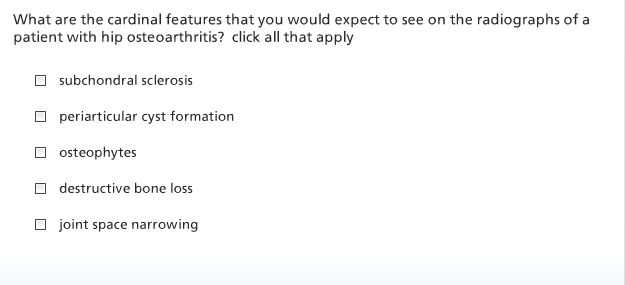 What are the cardinal features that you would expect to see on the radiographs of a
patient with hip osteoarthritis?  click all that apply
subchondral sclerosis
periarticular cyst formation
osteophytes
destructive bone loss
joint space narrowing